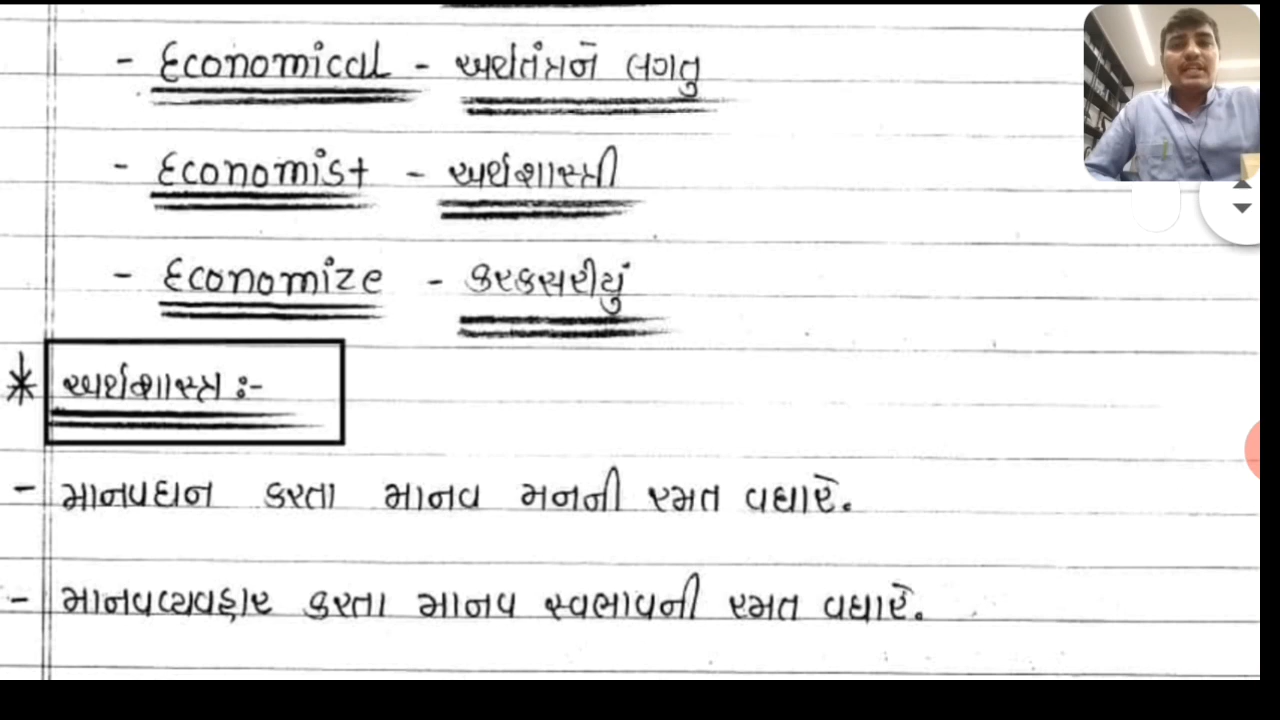 - Economical - અર્થતંત્રને લગતુ
- Economist - અર્થશાસ્ત્રી
- Economize - કરકસરીયું
* અર્થશાસ્ત્ર :-
- માનવધન કરતા માનવ મનની રમત વધારે.
- માનવવ્યવહાર કરતા માનવ સ્વભાવની રમત વધારે.